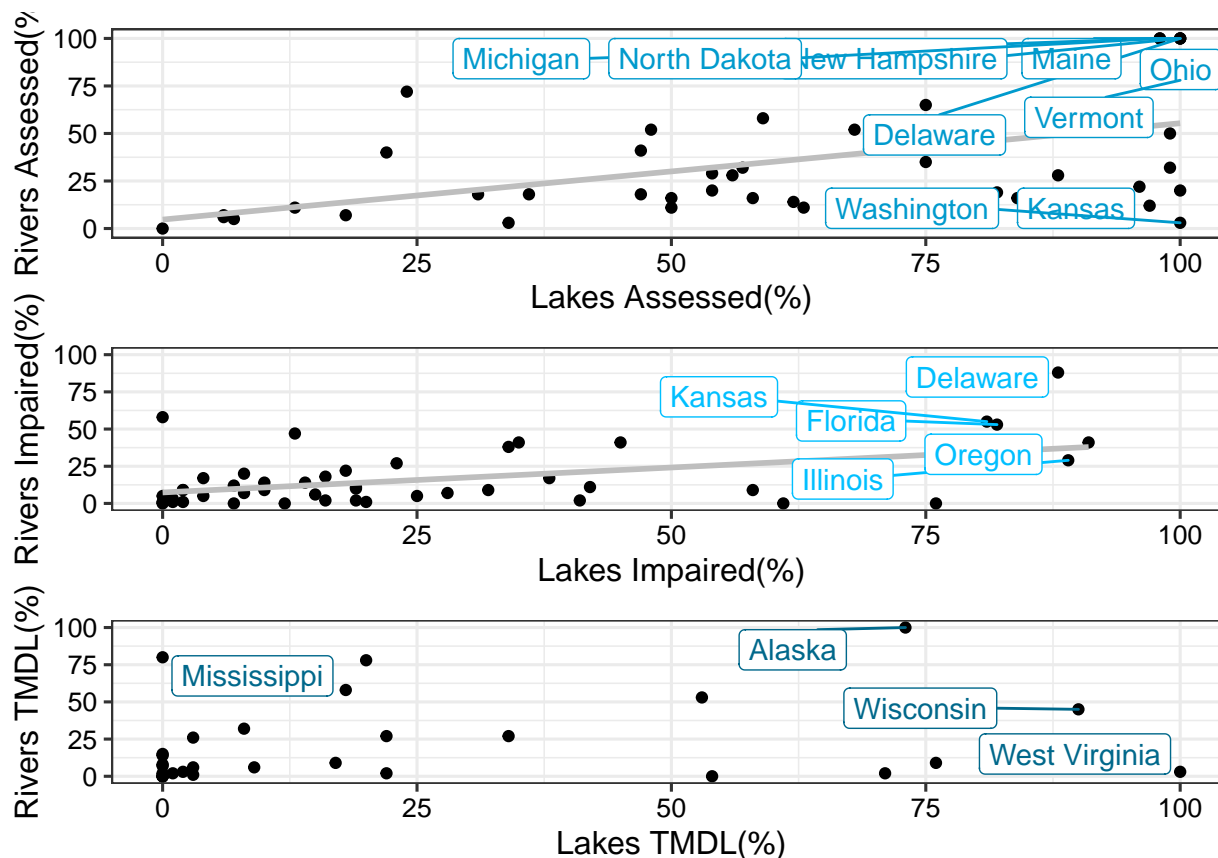 Rivers Assessed(%
100
75
50
25
0
Michigan
North Dakota
New Hampshire
Maine
Ohio
Vermont
Delaware
Washington
Kansas
0 25 50 75 100
Lakes Assessed(%)
Rivers Impaired(%)
100
75
50
25
0
Delaware
Kansas
Florida
Oregon
Illinois
0 25 50 75 100
Lakes Impaired(%)
Rivers TMDL(%)
100
75
50
25
0
Alaska
Mississippi
Wisconsin
West Virginia
0 25 50 75 100
Lakes TMDL(%)